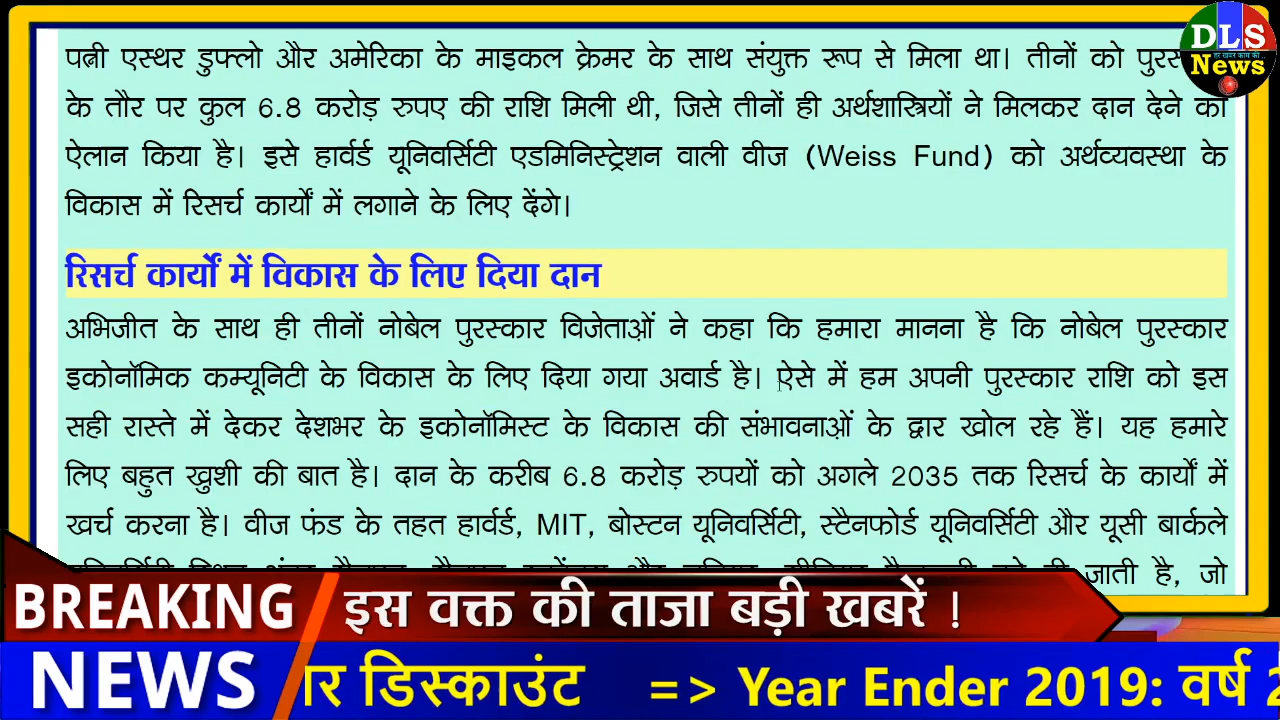 पत्नी एस्थर डुफ्लो और अमेरिका के माइकल क्रेमर के साथ संयुक्त रूप से मिला था। तीनों को
के तौर पर कुल 6.8 करोड़ रुपए की राशि मिली थी, जिसे तीनों ही अर्थशास्त्रियों ने मिलकर दान देने का
ऐलान किया है। इसे हार्वर्ड यूनिवर्सिटी एडमिनिस्ट्रेशन वाली वीज (Weiss Fund) को अर्थव्यवस्था के
विकास में रिसर्च कार्यों में लगाने के लिए देंगे।
DLS
News
रिसर्च कार्यों में विकास के लिए दिया दान
अभिजीत के साथ ही तीनों नोबेल पुरस्कार विजेताओं ने कहा कि हमारा मानना है कि नोबेल पुरस्कार
इकोनॉमिक कम्यूनिटी के विकास के लिए दिया गया अवार्ड है। ऐसे में हम अपनी पुरस्कार राशि को इस
सही रास्ते में देकर देशभर के इकोनॉमिस्ट के विकास की संभावनाओं के द्वार खोल रहे हैं। यह हमारे
लिए बहुत खुशी की बात है। दान के करीब 6.8 करोड़ रुपयों को अगले 2035 तक रिसर्च के कार्यों में
खर्च करना है। वीज फंड के तहत हार्वर्ड, MIT, बोस्टन यूनिवर्सिटी, स्टैनफोर्ड यूनिवर्सिटी और यूसी बार्कले
जाती है, जो
BREAKING
इस वक्त की ताजा बड़ी खबरें !
NEWS
डिस्काउंट => Year Ender 2019: वर्ष